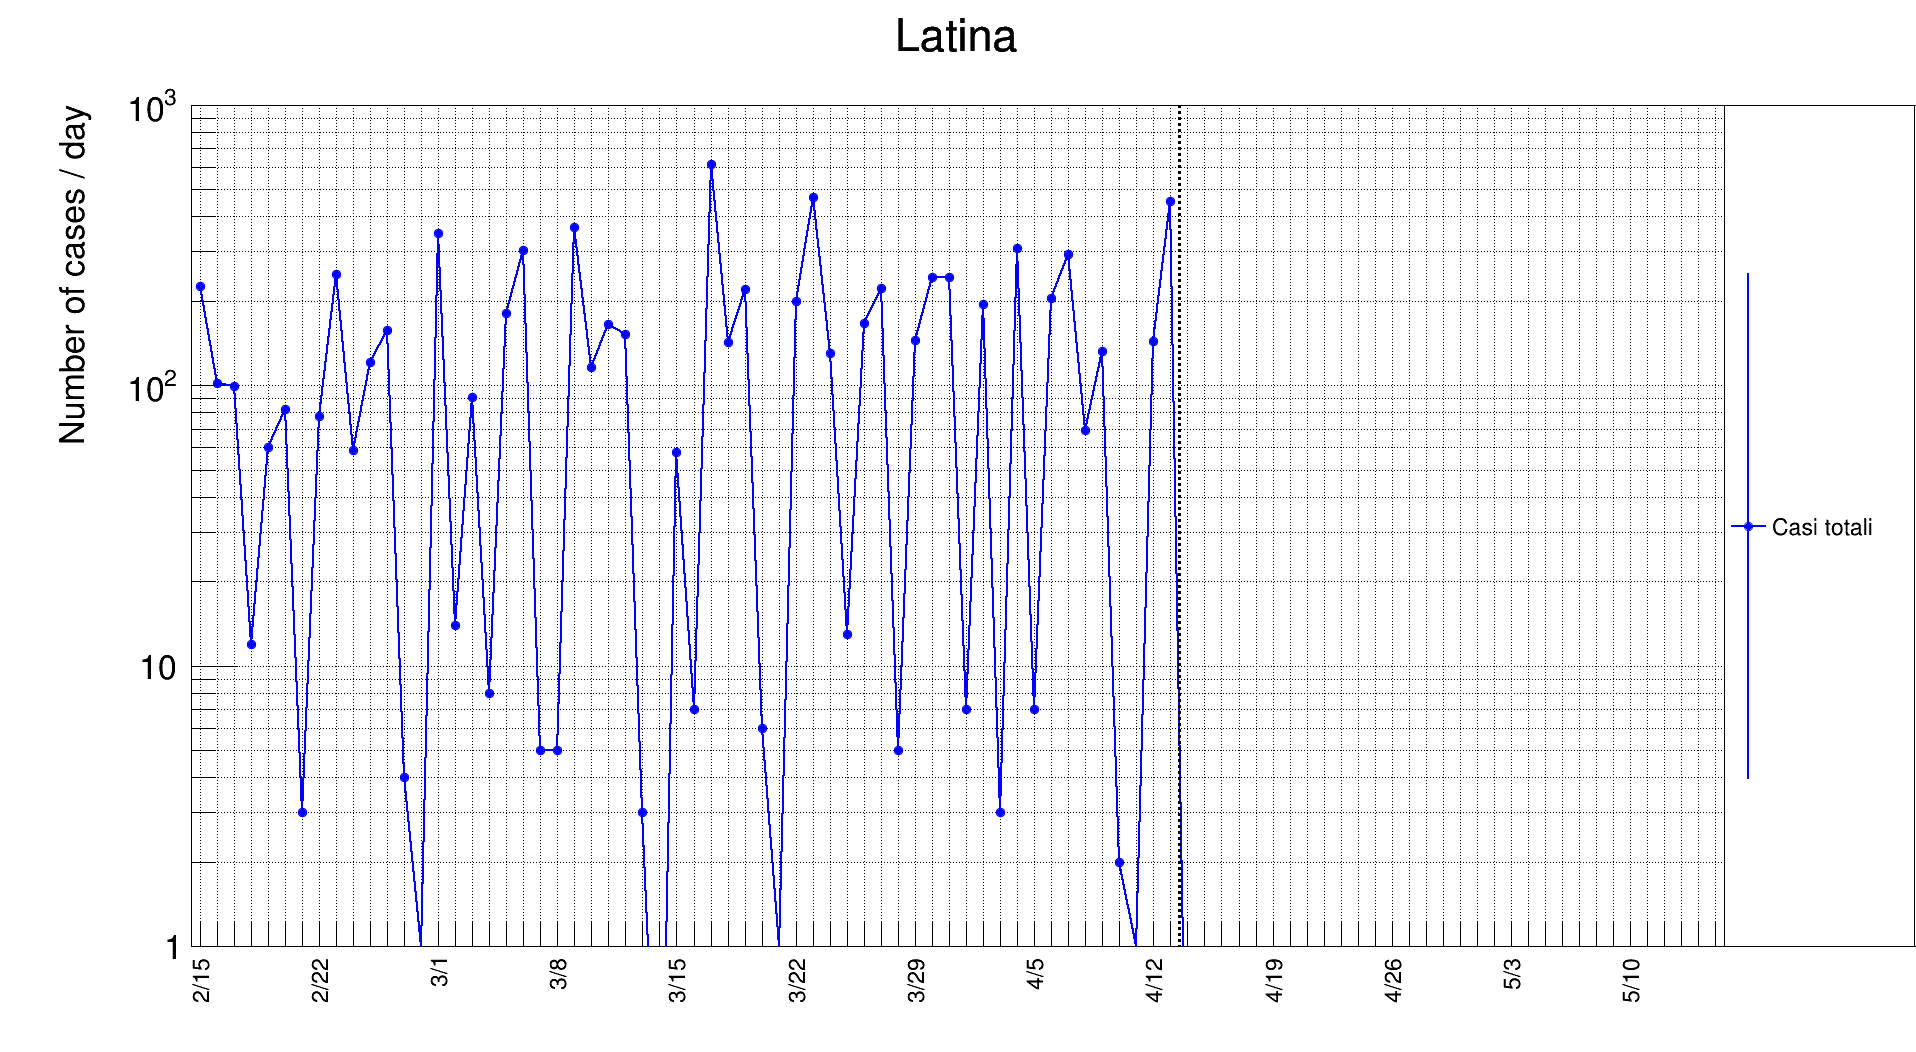 Latina
Number of cases / day
10³
10²
10
1
2/15 2/22 3/1 3/8 3/15 3/22 3/29 4/5 4/12 4/19 4/26 5/3 5/10
Casi totali